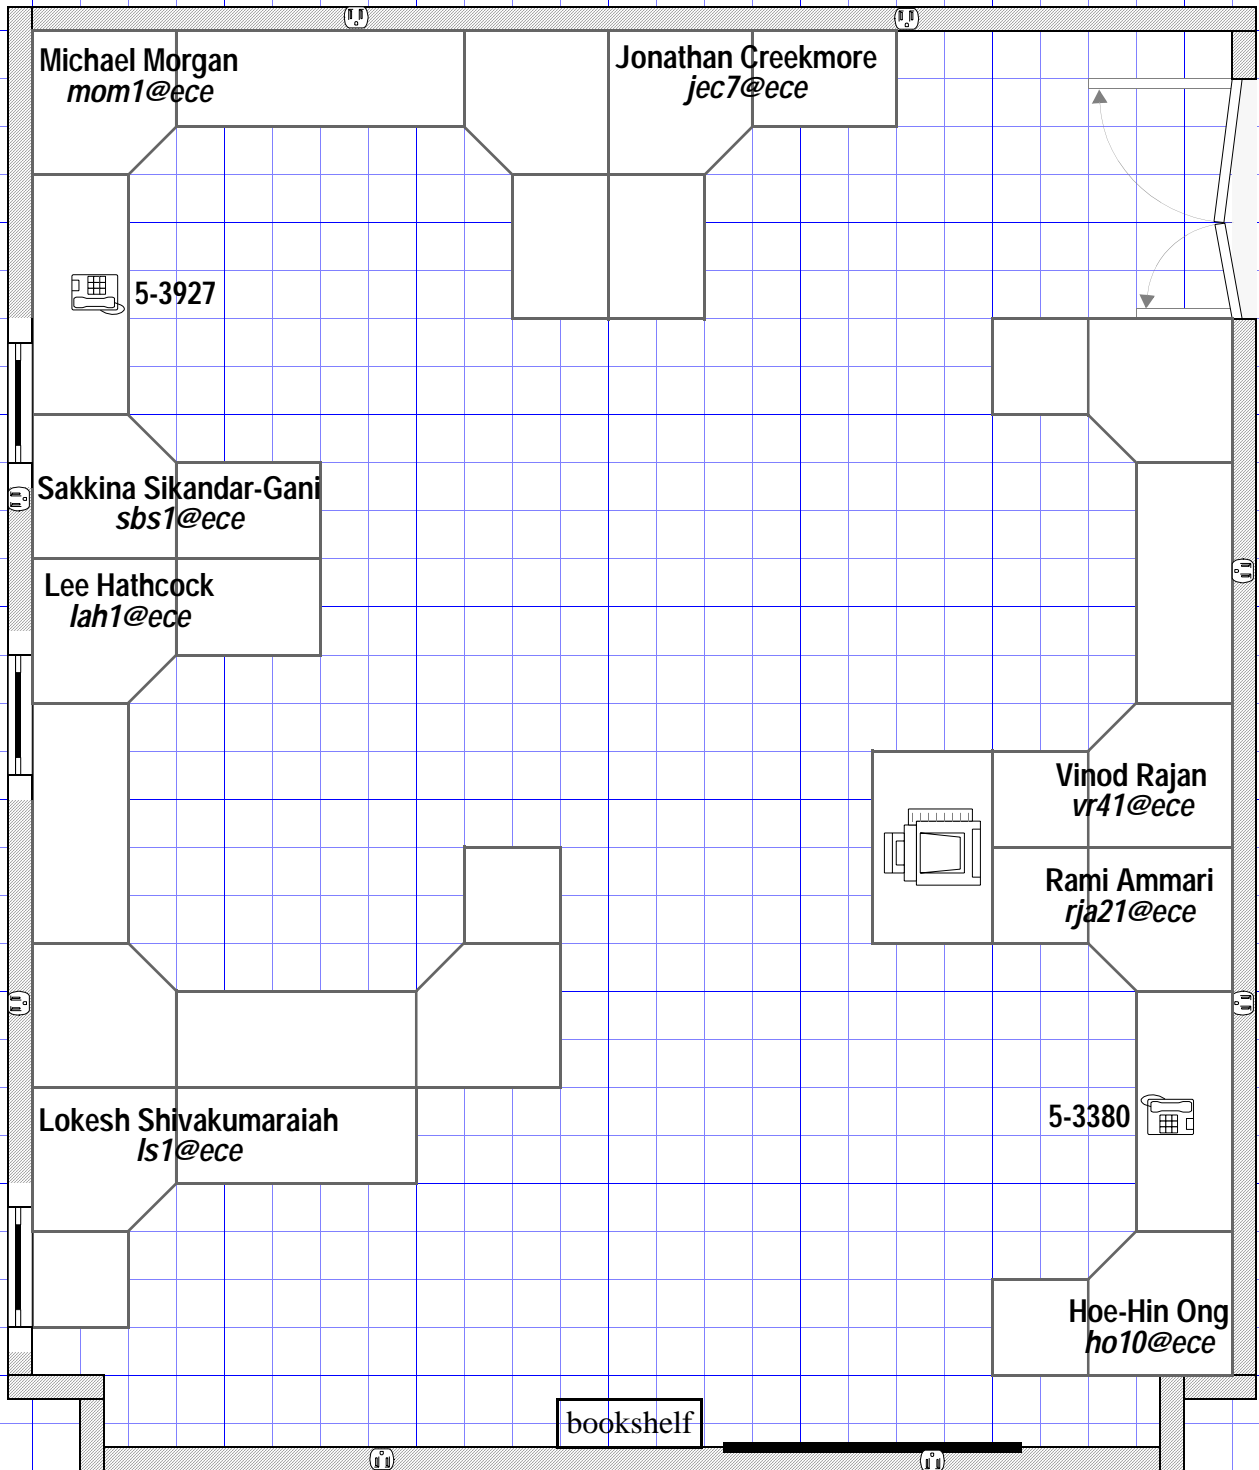 Michael Morgan
mom1@ece
Jonathan Creekmore
jec7@ece
5-3927
Sakkina Sikandar-Gani
sbs1@ece
Lee Hathcock
lah1@ece
Vinod Rajan
vr41@ece
Rami Ammari
rja21@ece
Lokesh Shivakumaraiah
ls1@ece
5-3380
Hoe-Hin Ong
ho10@ece
bookshelf